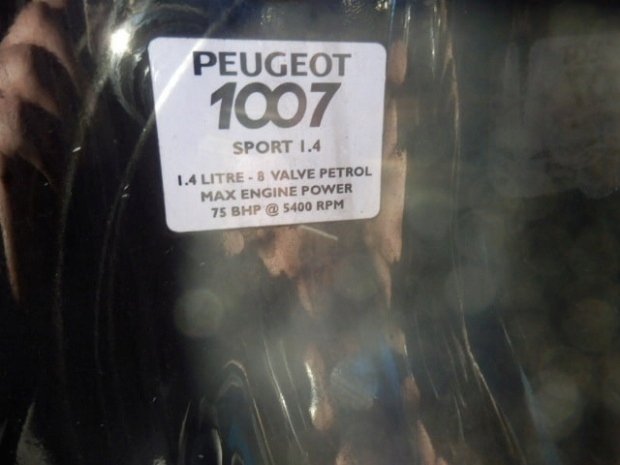 PEUGEOT
1007
SPORT 1.4
1.4 LITRE - 8 VALVE PETROL
MAX ENGINE POWER
75 BHP @ 5400 RPM